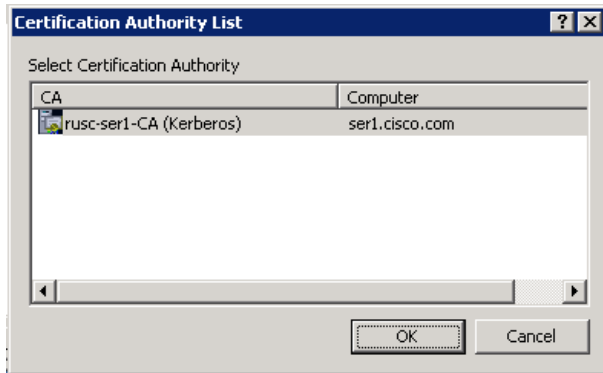 Certification Authority List
Select Certification Authority
CA Computer
rusc-ser1-CA (Kerberos) ser1.cisco.com
OK Cancel